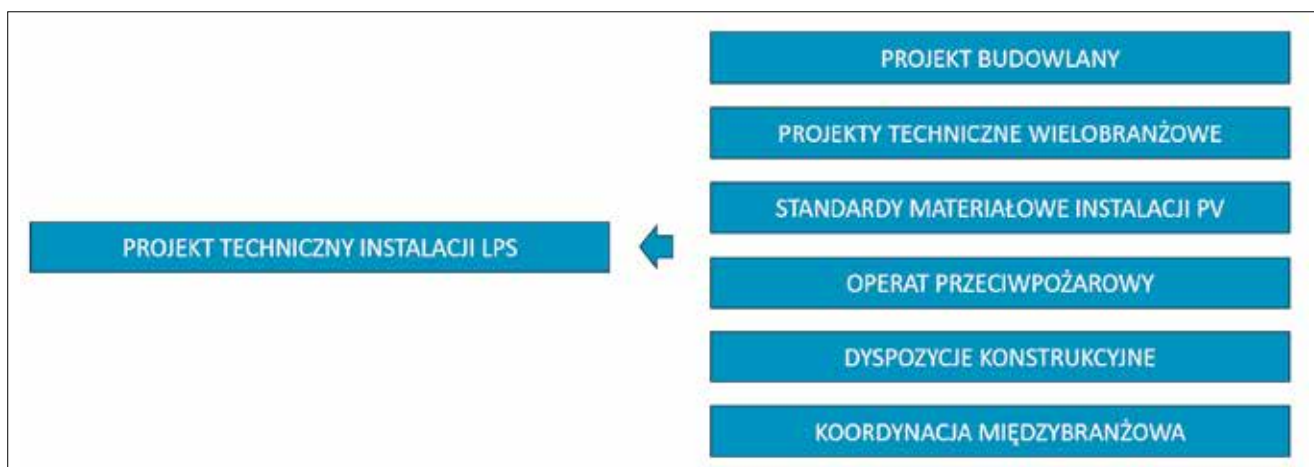 PROJEKT TECHNICZNY INSTALACJI LPS
PROJEKT BUDOWLANY
PROJEKTY TECHNICZNE WIELOBRANŻOWE
STANDARDY MATERIAŁOWE INSTALACJI PV
OPERAT PRZECIWPOŻAROWY
DYSPOZYCJE KONSTRUKCYJNE
KOORDYNACJA MIĘDZYBRANŻOWA